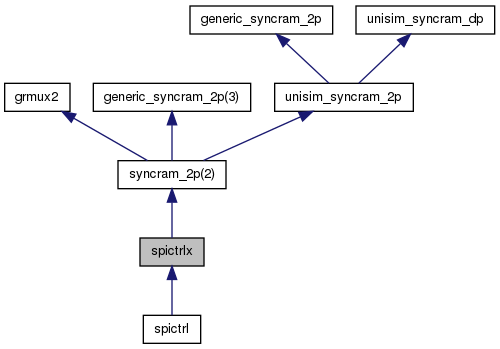 generic_syncram_2p
unisim_syncram_dp
grmux2
generic_syncram_2p(3)
unisim_syncram_2p
syncram_2p(2)
spictrlx
spictrl